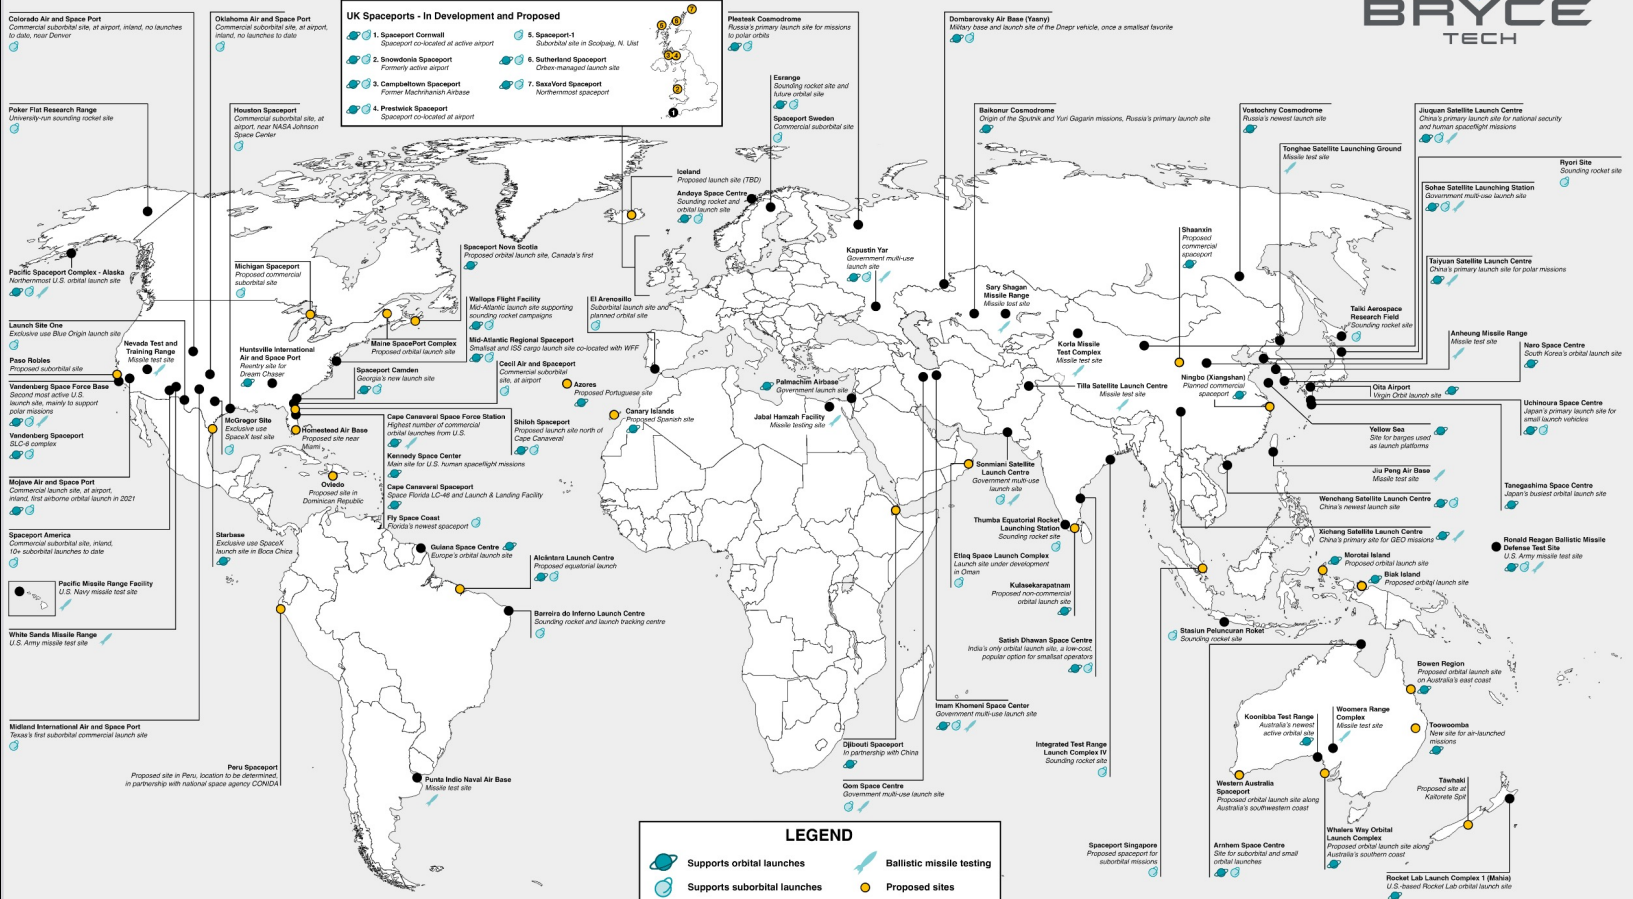 BRYCE
TECH
Colorado Air and Space Port
Commercial suborbital site, at airport, inland, no launches
to date, near Denver
Oklahoma Air and Space Port
Commercial suborbital site, at airport,
inland, no launches to date
UK Spaceports - In Development and Proposed
1. Spaceport Cornwall
Spaceport co-located at active airport
2. Snowdonia Spaceport
Formerly active airport
3. Campbeltown Spaceport
Former Machrihanish Airbase
4. Prestwick Spaceport
Spaceport co-located at airport
5. Spaceport-1
Suborbital site in Scolpaig, N. Uist
6. Sutherland Spaceport
Orbex-managed launch site
7. SaxaVord Spaceport
Northernmost spaceport
7
6
5
3
4
2
1
Plestesk Cosmodrome
Russia's primary launch site for missions
to polar orbits
Dombarovsky Air Base (Yasny)
Military base and launch site of the Dnepr vehicle, once a smallsat favorite
Esrange
Sounding rocket site and
future orbital site
Spaceport Sweden
Commercial suborbital site
Poker Flat Research Range
University-run sounding rocket site
Houston Spaceport
Commercial suborbital site, at
airport, near NASA Johnson
Space Center
Baikonur Cosmodrome
Origin of the Sputnik and Yuri Gagarin missions, Russia's primary launch site
Vostochny Cosmodrome
Russia's newest launch site
Jiuquan Satellite Launch Centre
China's primary launch site for national security
and human spaceflight missions
Tonghae Satellite Launching Ground
Missile test site
Ryori Site
Sounding rocket site
Sohae Satellite Launching Station
Government multi-use launch site
Iceland
Proposed launch site (TBD)
Andøya Space Centre
Sounding rocket and
orbital launch site
Kapustin Yar
Government multi-use
launch site
Shaanxin
Proposed
commercial
spaceport
Taiyuan Satellite Launch Centre
China's primary launch site for polar missions
Spaceport Nova Scotia
Proposed orbital launch site, Canada's first
Pacific Spaceport Complex - Alaska
Northernmost U.S. orbital launch site
Michigan Spaceport
Proposed commercial
suborbital site
Wallops Flight Facility
Mid-Atlantic launch site supporting
sounding rocket campaigns
El Arenosillo
Suborbital launch site and
planned orbital site
Sary Shagan
Missile Range
Missile test site
Taiki Aerospace
Research Field
Sounding rocket site
Launch Site One
Exclusive use Blue Origin launch site
Nevada Test and
Training Range
Missile test site
Huntsville International
Air and Space Port
Reentry site for
Dream Chaser
Maine SpacePort Complex
Proposed orbital launch site
Mid-Atlantic Regional Spaceport
Smallsat and ISS cargo launch site co-located with WFF
Korla Missile
Test Complex
Missile test site
Anheung Missile Range
Missile test site
Naro Space Centre
South Korea's orbital launch site
Paso Robles
Proposed suborbital site
Spaceport Camden
Georgia's new launch site
Cecil Air and Spaceport
Commercial suborbital
site, at airport
Azores
Proposed Portuguese site
Palmachim Airbase
Government launch site
Tilla Satellite Launch Centre
Missile test site
Ningbo (Xiangshan)
Planned commercial
spaceport
Oita Airport
Virgin Orbit launch site
Vandenberg Space Force Base
Second most active U.S.
launch site, mainly to support
polar missions
Uchinoura Space Centre
Japan's primary launch site for
small launch vehicles
Canary Islands
Proposed Spanish site
Jabal Hamzah Facility
Missile testing site
McGregor Site
Exclusive use
SpaceX test site
Homestead Air Base
Proposed site near
Miami
Cape Canaveral Space Force Station
Highest number of commercial
orbital launches from U.S.
Shiloh Spaceport
Proposed launch site north of
Cape Canaveral
Yellow Sea
Site for barges used
as launch platforms
Vandenberg Spaceport
SLC-6 complex
Kennedy Space Center
Main site for U.S. human spaceflight missions
Sonmiani Satellite
Launch Centre
Government multi-use
launch site
Jiu Peng Air Base
Missile test site
Mojave Air and Space Port
Commercial launch site, at airport,
inland, first airborne orbital launch in 2021
Oviedo
Proposed site in
Dominican Republic
Cape Canaveral Spaceport
Space Florida LC-46 and Launch & Landing Facility
Tanegashima Space Centre
Japan's busiest orbital launch site
Wenchang Satellite Launch Centre
China's newest launch site
Fly Space Coast
Florida's newest spaceport
Thumba Equatorial Rocket
Launching Station
Sounding rocket site
Xichang Satellite Launch Centre
China's primary site for GEO missions
Spaceport America
Commercial suborbital site, inland,
10+ suborbital launches to date
Starbase
Exclusive use SpaceX
launch site in Boca Chica
Guiana Space Centre
Europe's orbital launch site
Alcântara Launch Centre
Proposed equatorial launch
Etlaq Space Launch Complex
Launch site under development
in Oman
Ronald Reagan Ballistic Missile
Defense Test Site
U.S. Army missile test site
Morotai Island
Proposed orbital launch site
Biak Island
Proposed orbital launch site
Pacific Missile Range Facility
U.S. Navy missile test site
Kulasekarapatnam
Proposed non-commercial
orbital launch site
Barreira do Inferno Launch Centre
Sounding rocket and launch tracking centre
White Sands Missile Range
U.S. Army missile test site
Satish Dhawan Space Centre
India's only orbital launch site, a low-cost,
popular option for smallsat operators
Stasiun Peluncuran Roket
Sounding rocket site
Bowen Region
Proposed orbital launch site
on Australia's east coast
Imam Khomeni Space Center
Government multi-use launch site
Koonibba Test Range
Australia's newest
active orbital site
Woomera Range
Complex
Missile test site
Toowoomba
New site for air-launched
missions
Midland International Air and Space Port
Texas's first suborbital commercial launch site
Djibouti Spaceport
In partnership with China
Integrated Test Range
Launch Complex IV
Sounding rocket site
Peru Spaceport
Proposed site in Peru, location to be determined,
in partnership with national space agency CONIDA
Punta Indio Naval Air Base
Missile test site
Qom Space Centre
Government multi-use launch site
Western Australia
Spaceport
Proposed orbital launch site along
Australia's southwestern coast
Tāwhaki
Proposed site at
Kaitorete Spit
Whalers Way Orbital
Launch Complex
Proposed orbital launch site along
Australia's southern coast
Spaceport Singapore
Proposed spaceport for
suborbital missions
Arnhem Space Centre
Site for suborbital and small
orbital launches
Rocket Lab Launch Complex 1 (Mahia)
U.S.-based Rocket Lab orbital launch site
LEGEND
Supports orbital launches
Ballistic missile testing
Supports suborbital launches
Proposed sites